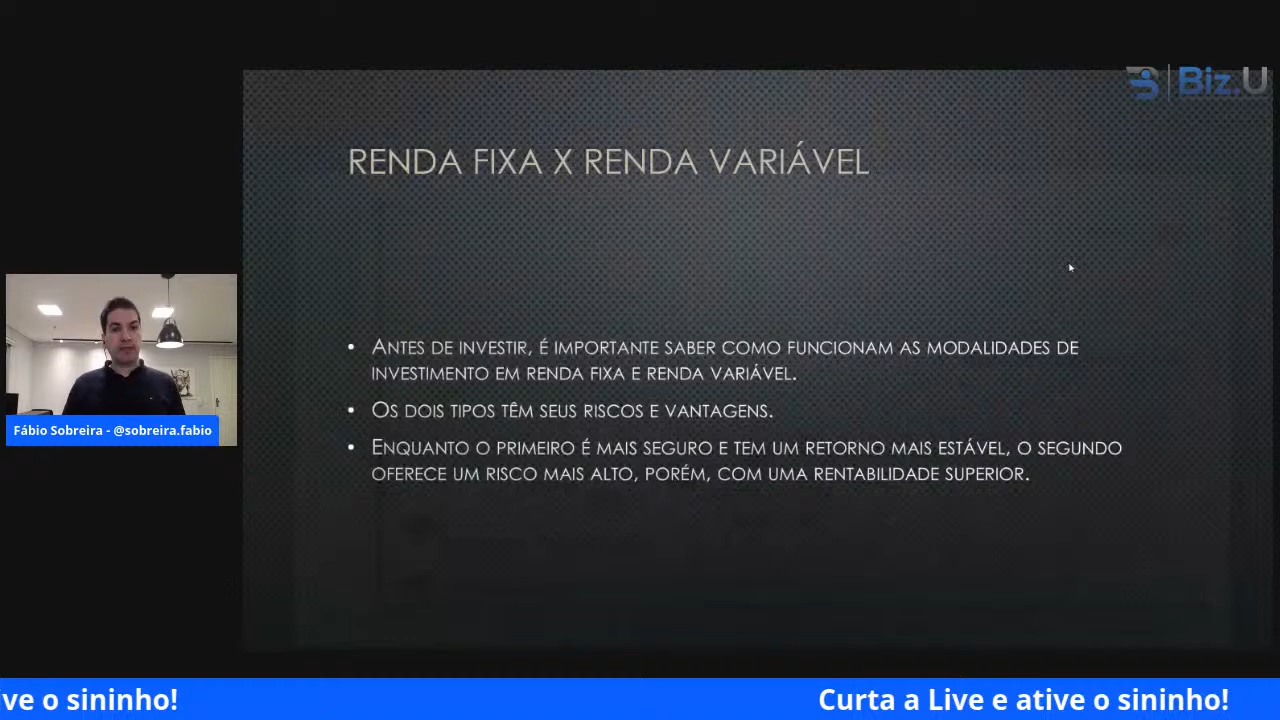 Biz.U
RENDA FIXA X RENDA VARIÁVEL
• ANTES DE INVESTIR, É IMPORTANTE SABER COMO FUNCIONAM AS MODALIDADES DE
INVESTIMENTO EM RENDA FIXA E RENDA VARIÁVEL.
• OS DOIS TIPOS TÊM SEUS RISCOS E VANTAGENS.
• ENQUANTO O PRIMEIRO É MAIS SEGURO E TEM UM RETORNO MAIS ESTÁVEL, O SEGUNDO
OFERECE UM RISCO MAIS ALTO, PORÉM, COM UMA RENTABILIDADE SUPERIOR.
Fábio Sobreira - @sobreira.fabio
ve o sininho! Curta a Live e ative o sininho!